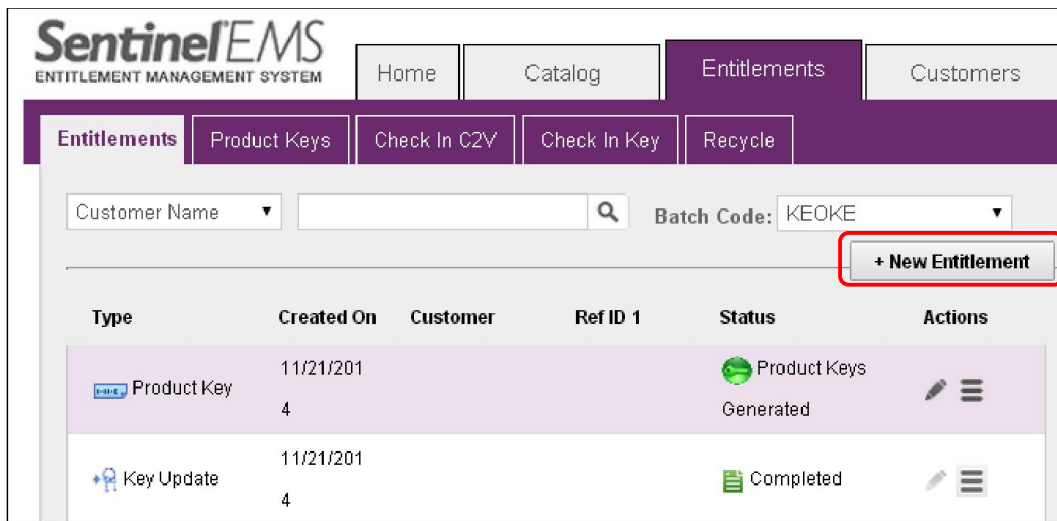 Sentinel EMS
ENTITLEMENT MANAGEMENT SYSTEM
Home Catalog Entitlements Customers
Entitlements Product Keys Check In C2V Check In Key Recycle
Customer Name Batch Code: KEOKE
+ New Entitlement
Type Created On Customer Ref ID 1 Status Actions
Product Key 11/21/201 Product Keys
4 Generated
Key Update 11/21/201 Completed
4